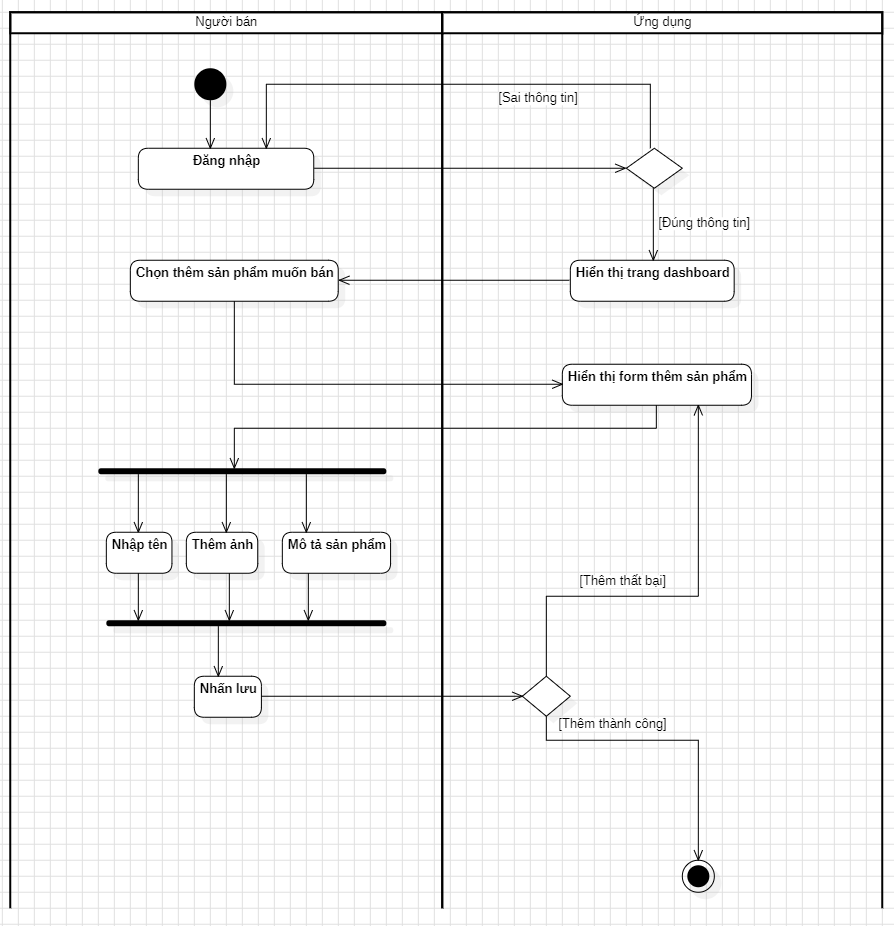 Người bán
Ứng dụng
[Sai thông tin]
Đăng nhập
[Đúng thông tin]
Chọn thêm sản phẩm muốn bán
Hiển thị trang dashboard
Hiển thị form thêm sản phẩm
Nhập tên
Thêm ảnh
Mô tả sản phẩm
[Thêm thất bại]
Nhấn lưu
[Thêm thành công]